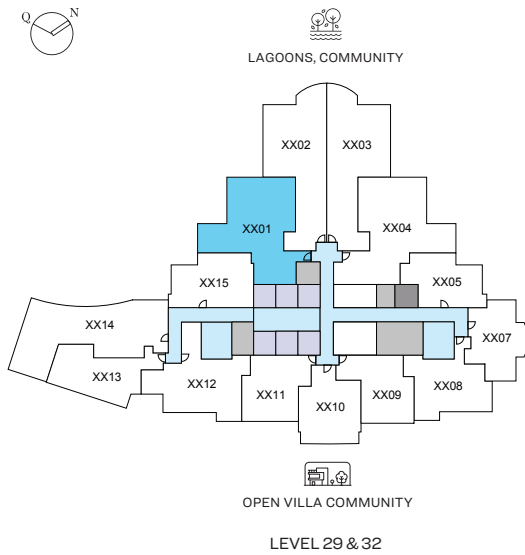 Q N
LAGOONS, COMMUNITY
XX02 XX03
XX01 XX04
XX15 XX05
XX14 XX07
XX13 XX12 XX11 XX10 XX09 XX08
OPEN VILLA COMMUNITY
LEVEL 29 & 32